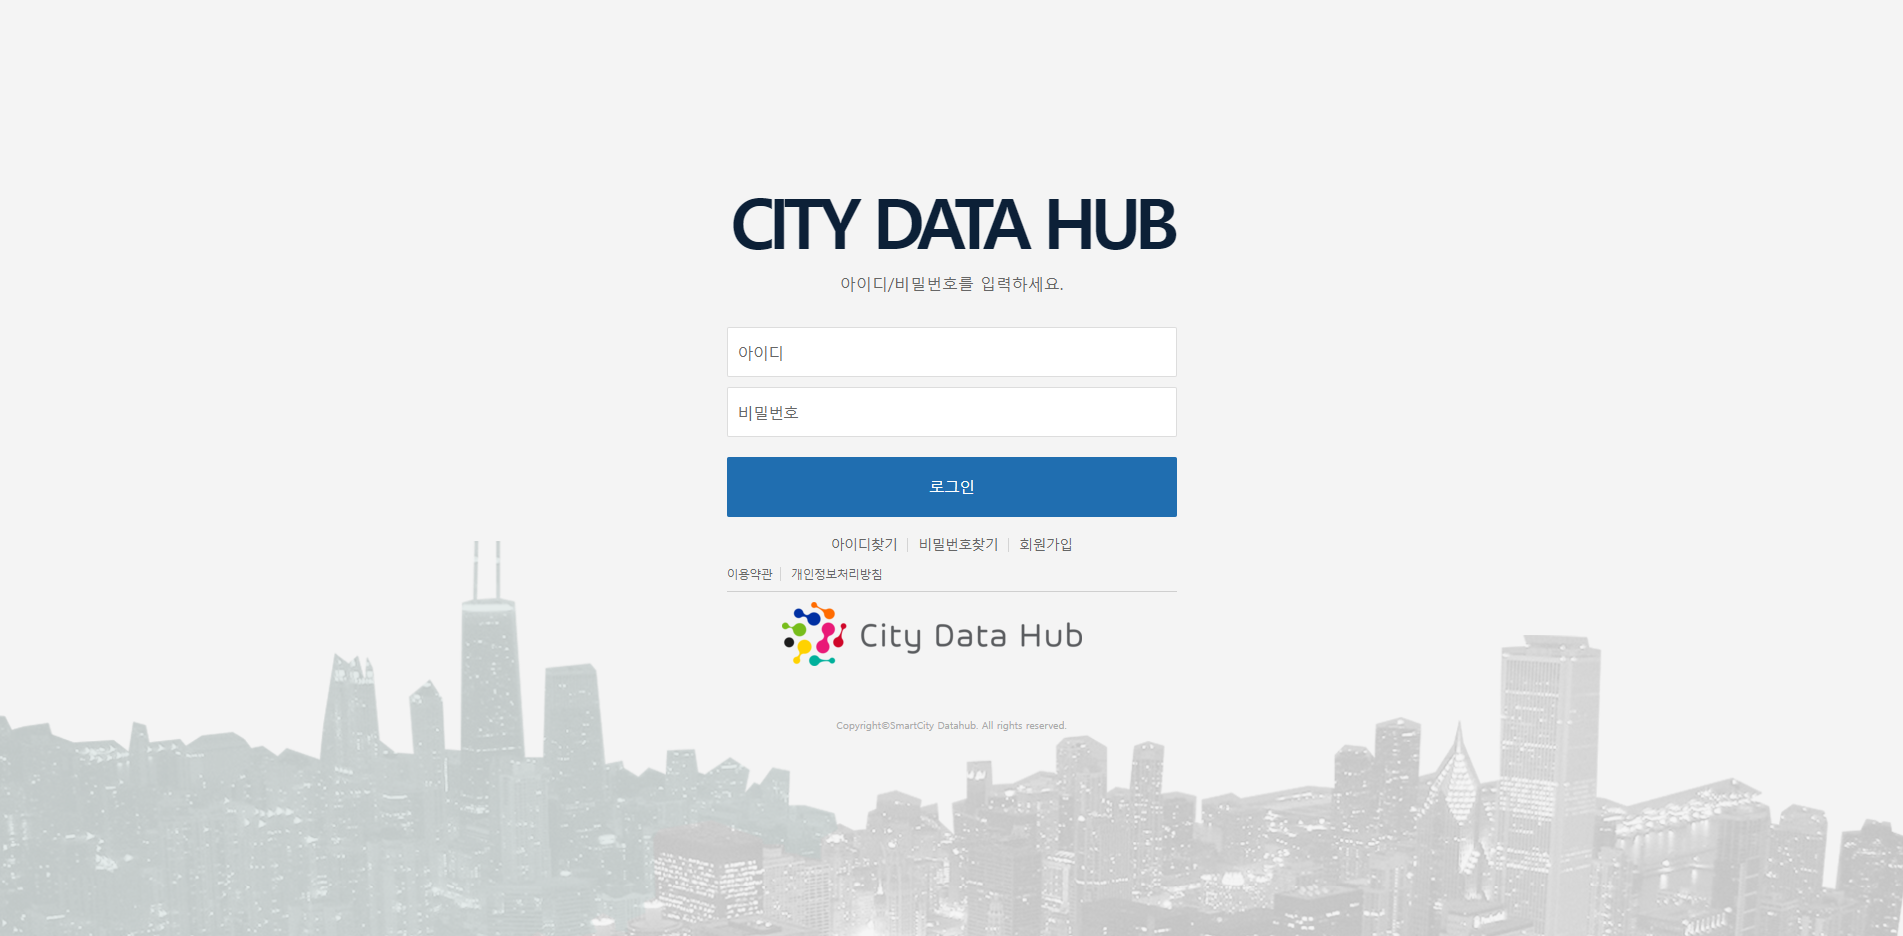 CITY DATA HUB
아이디/비밀번호를 입력하세요.
아이디
비밀번호
로그인
아이디찾기 비밀번호찾기 회원가입
이용약관 개인정보처리방침
City Data Hub
Copyright©SmartCity Datahub. All rights reserved.